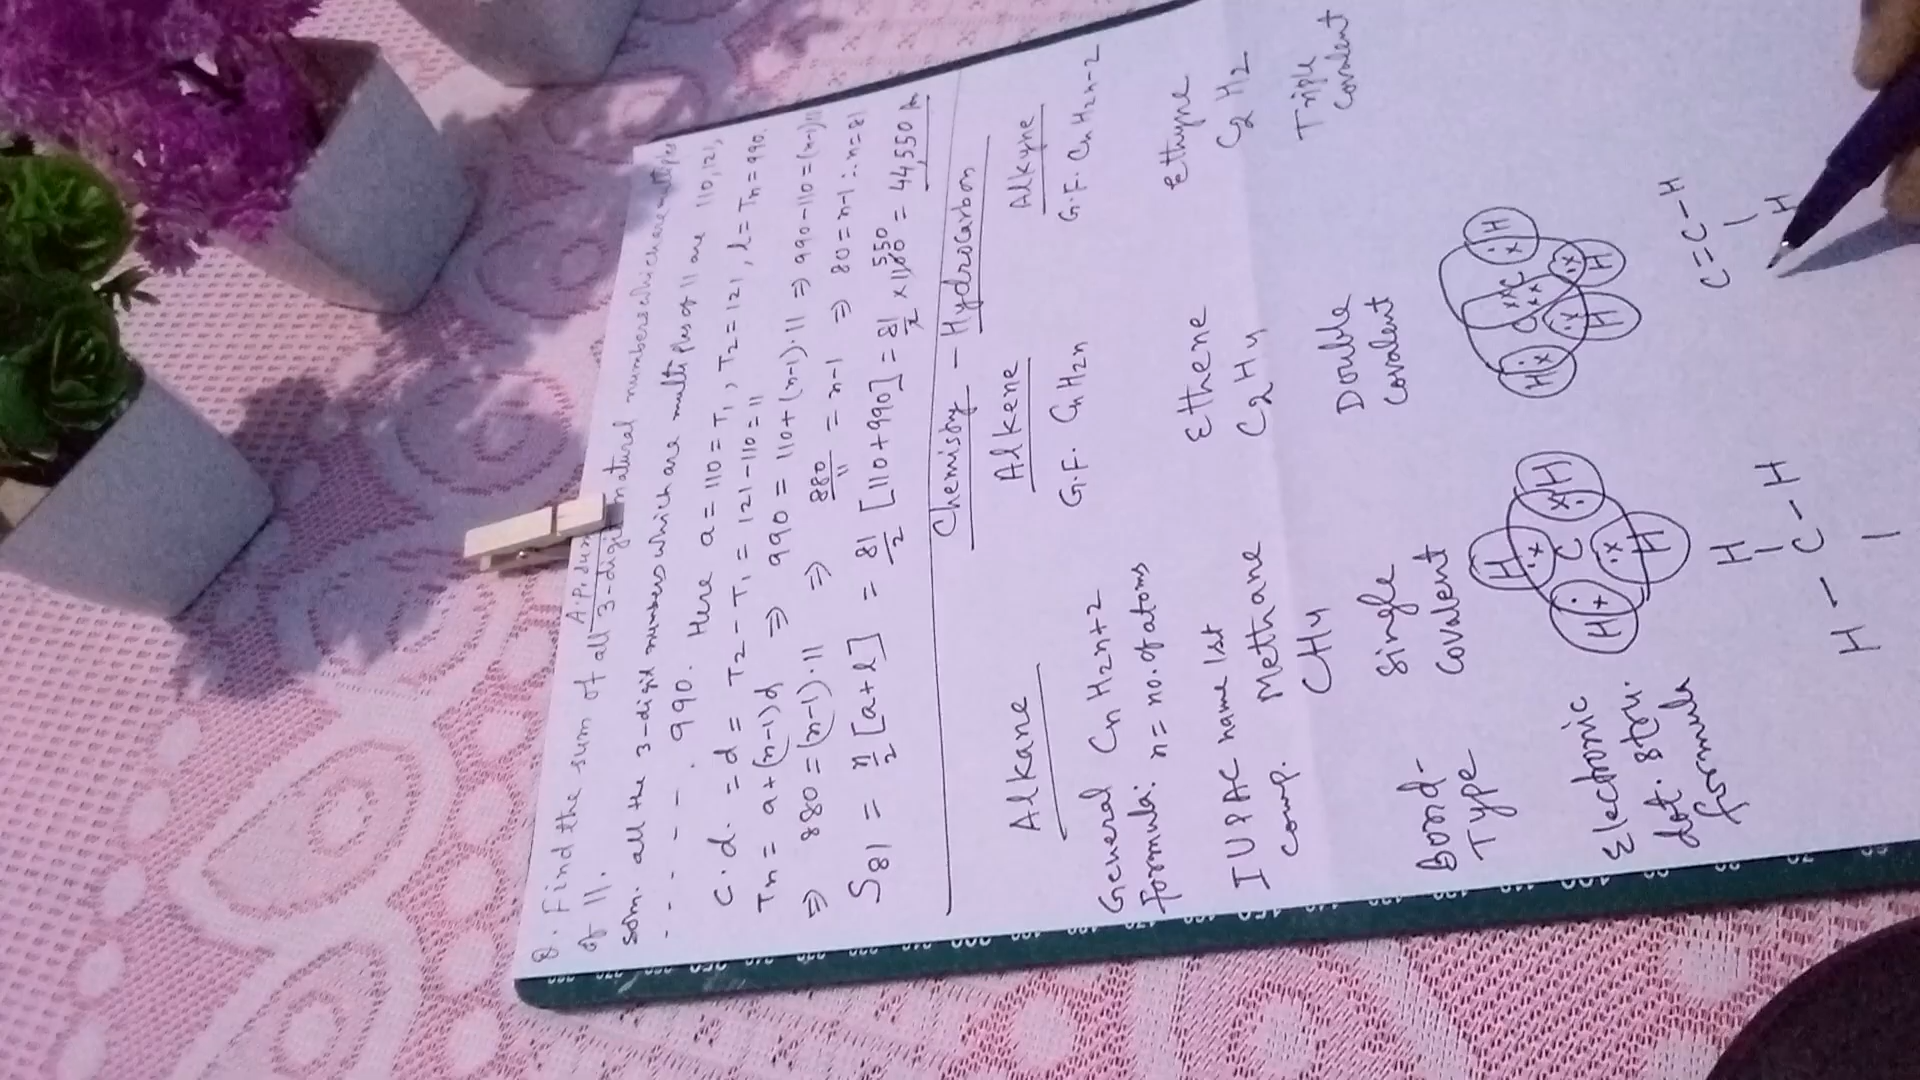 A.P. Sum
Q. Find the sum of all 3-digit natural numbers which are multiples
of 11.
Som. all the 3-digit numbers which are multiples of 11 are 110, 121,
- - - - . 990. Here a = 110 = T1, T2 = 121, l = Tn = 990.
C.d. = d = T2 - T1 = 121 - 110 = 11
Tn = a + (n-1)d ⇒ 990 = 110 + (n-1).11 ⇒ 990 - 110 = (n-1)11
⇒ 880 = (n-1).11 ⇒ 880/11 = n-1 ⇒ 80 = n-1 ∴ n = 81
S81 = n/2 [a+l] = 81/2 [110+990] = 81/2 × 1100 550 = 44,550 A
Chemistry - Hydrocarbon
Alkane Alkene Alkyne
General CnH2n+2 G.F. CnH2n G.F. CnH2n-2
formula: n = no. of atoms
IUPAC name 1st
comp. Methane Ethene Ethyne
CH4 C2H4 C2H2
Bond- Single Double Triple
Type covalent covalent covalent
Electronic
dot. stru.
formula
H H H H C
H H H H C C
H C=C-H
H - C - H H